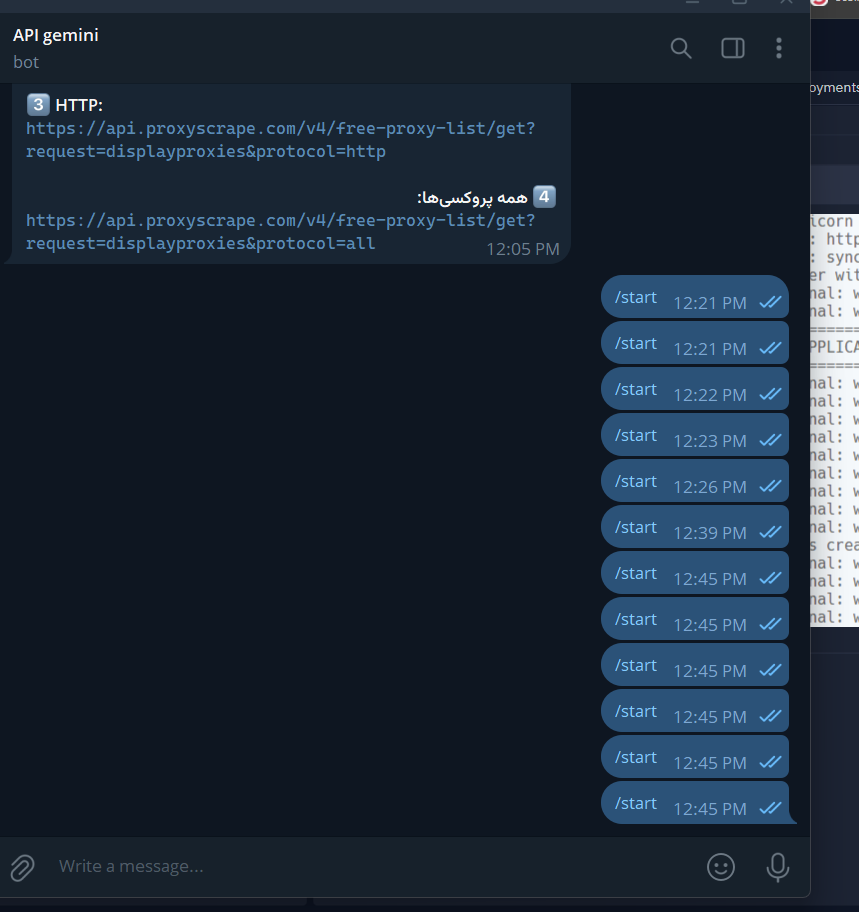 API gemini
bot
3 HTTP:
https://api.proxyscrape.com/v4/free-proxy-list/get?
request=displayproxies&protocol=http
4 همه پروکسی‌ها:
https://api.proxyscrape.com/v4/free-proxy-list/get?
request=displayproxies&protocol=all
12:05 PM
/start 12:21 PM
/start 12:21 PM
/start 12:22 PM
/start 12:23 PM
/start 12:26 PM
/start 12:39 PM
/start 12:45 PM
/start 12:45 PM
/start 12:45 PM
/start 12:45 PM
/start 12:45 PM
/start 12:45 PM
Write a message...
oyments
icorn
: http
: sync
er wit
nal: w
nal: w
======
PPLICA
======
nal: w
nal: w
nal: w
nal: w
nal: w
nal: w
nal: w
nal: w
nal: w
s crea
nal: w
nal: w
nal: w
nal: w